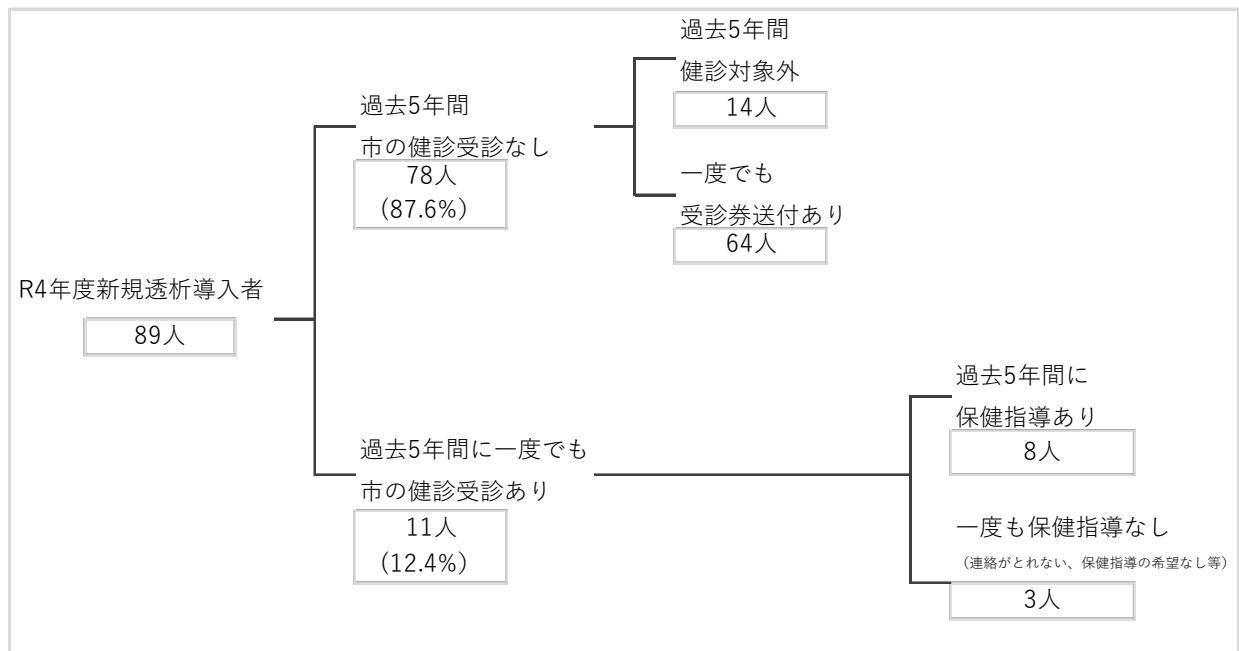 R4年度新規透析導入者
89人
過去5年間
市の健診受診なし
78人
(87.6%)
過去5年間
健診対象外
14人
一度でも
受診券送付あり
64人
過去5年間に一度でも
市の健診受診あり
11人
(12.4%)
過去5年間に
保健指導あり
8人
一度も保健指導なし
（連絡がとれない、保健指導の希望なし等）
3人